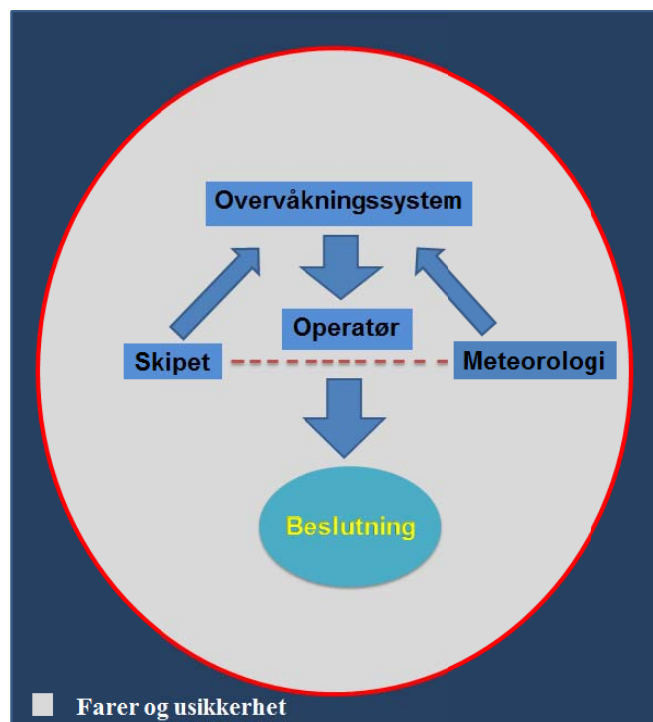 Overvåkningssystem
Operatør
Skipet
Meteorologi
Beslutning
Farer og usikkerhet